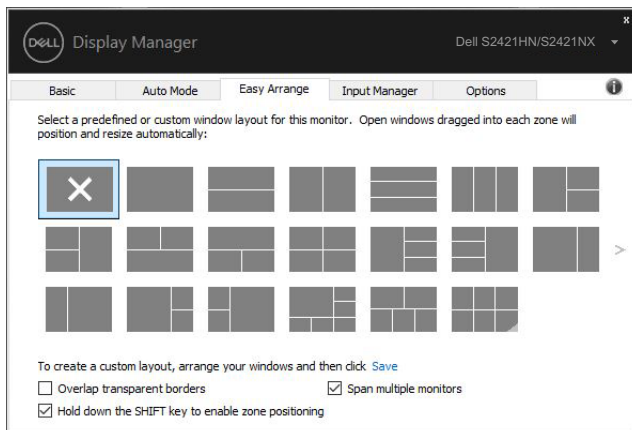 DELL Display Manager Dell S2421HN/S2421NX
Basic Auto Mode Easy Arrange Input Manager Options
Select a predefined or custom window layout for this monitor. Open windows dragged into each zone will
position and resize automatically:
To create a custom layout, arrange your windows and then click Save
Overlap transparent borders Span multiple monitors
Hold down the SHIFT key to enable zone positioning